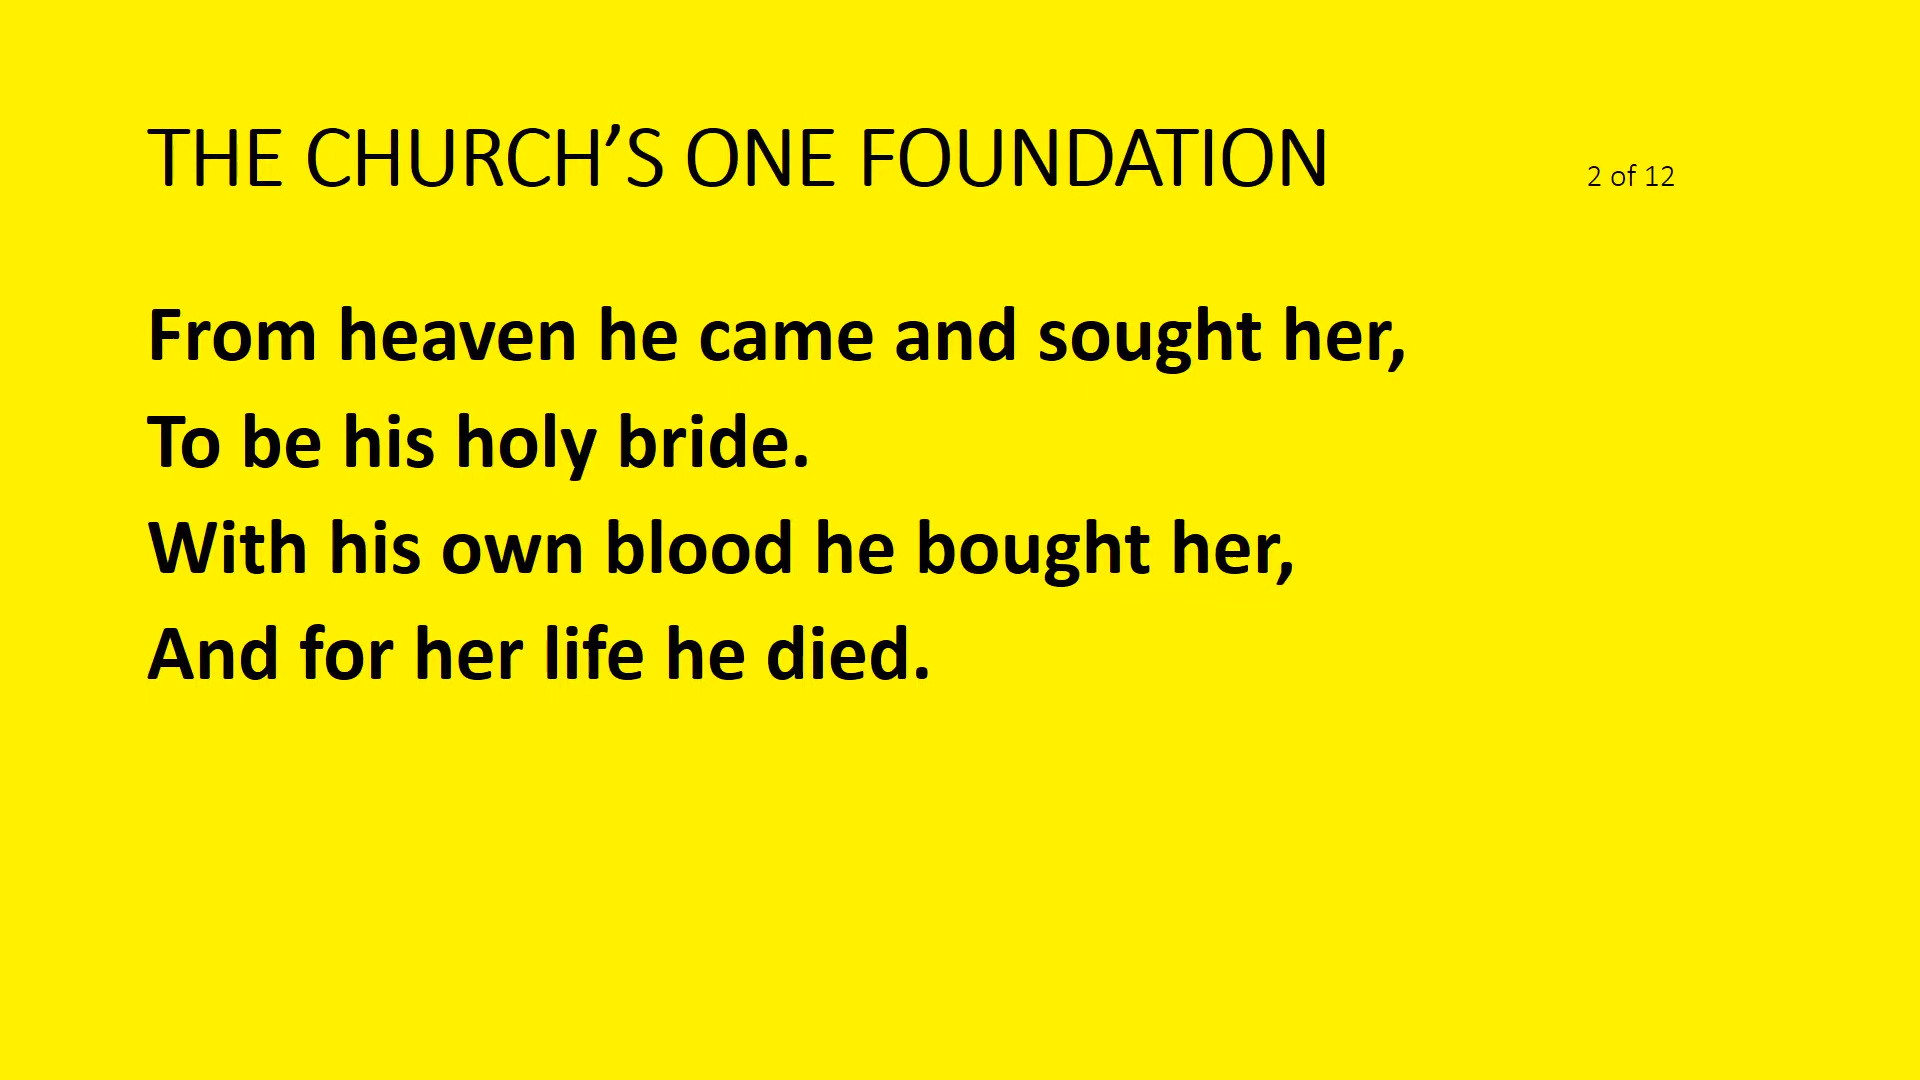 THE CHURCH’S ONE FOUNDATION 2 of 12
From heaven he came and sought her,
To be his holy bride.
With his own blood he bought her,
And for her life he died.